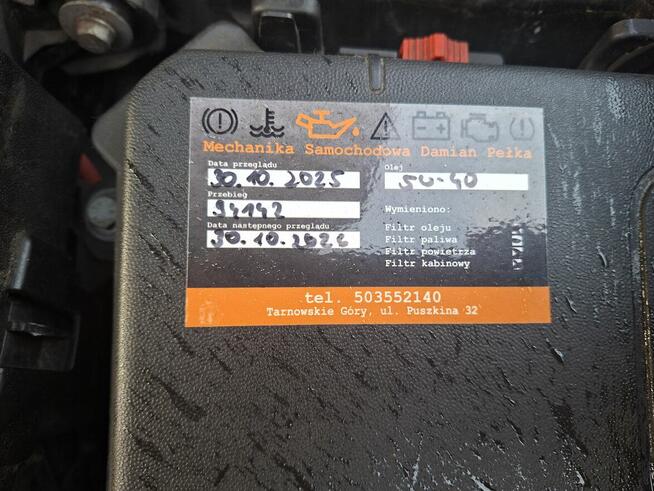 Mechanika Samochodowa Damian Pełka
Data przeglądu
30.10.2025
Przebieg
94142
Data następnego przeglądu
30.10.2026
Olej
5W-40
Wymieniono:
Filtr oleju
Filtr paliwa
Filtr powietrza
Filtr kabinowy
tel. 503552140
Tarnowskie Góry, ul. Puszkina 32